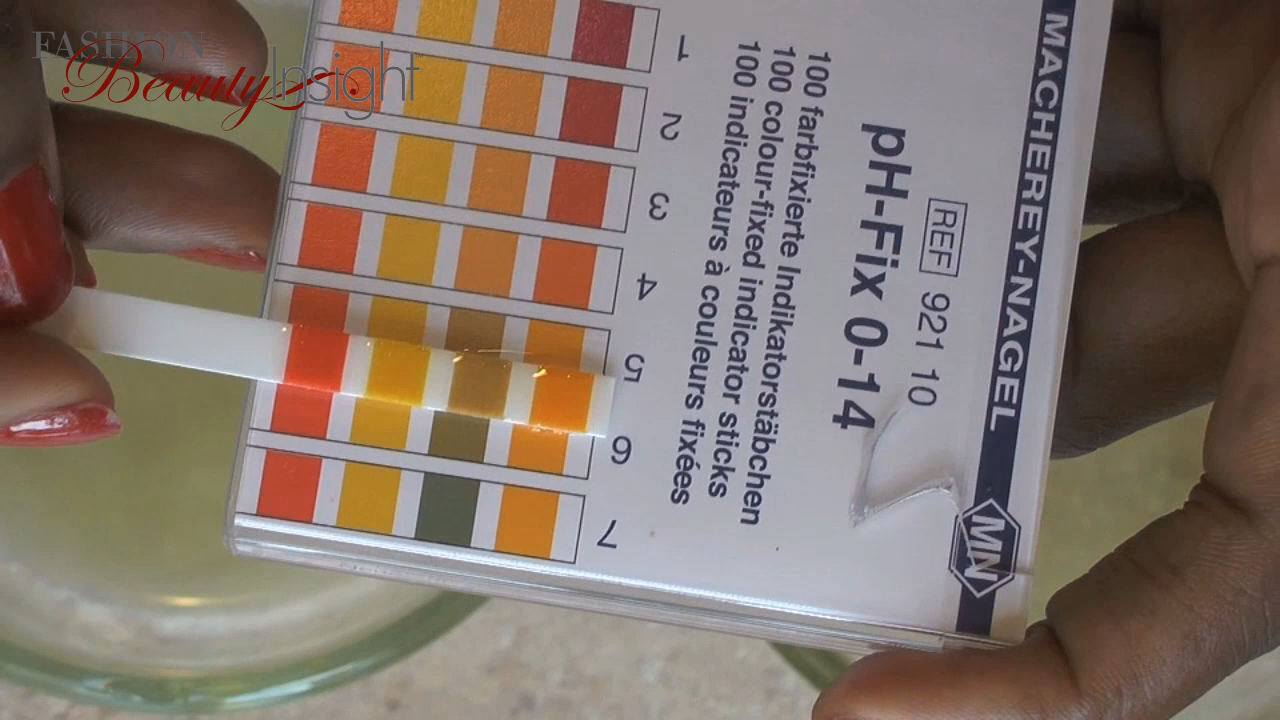 FASHION
Beauty Insight
MACHEREY-NAGEL
MN
REF 921 10
pH-Fix 0-14
100 farbfixierte Indikatorstäbchen
100 colour-fixed indicator sticks
100 indicateurs à couleurs fixées
1
2
3
4
5
6
7